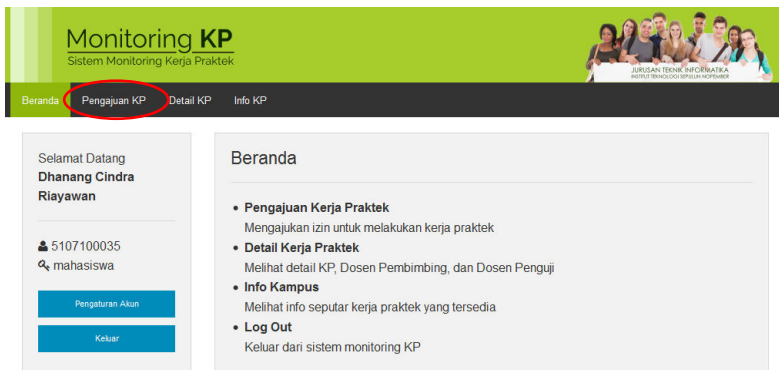 Monitoring KP
Sistem Monitoring Kerja Praktek
JURUSAN TEKNIK INFORMATIKA
INSTITUT TEKNOLOGI SEPULUH NOPEMBER
Beranda Pengajuan KP Detail KP Info KP
Selamat Datang
Dhanang Cindra
Riayawan
5107100035
mahasiswa
Pengaturan Akun
Keluar
Beranda
• Pengajuan Kerja Praktek
Mengajukan izin untuk melakukan kerja praktek
• Detail Kerja Praktek
Melihat detail KP, Dosen Pembimbing, dan Dosen Penguji
• Info Kampus
Melihat info seputar kerja praktek yang tersedia
• Log Out
Keluar dari sistem monitoring KP